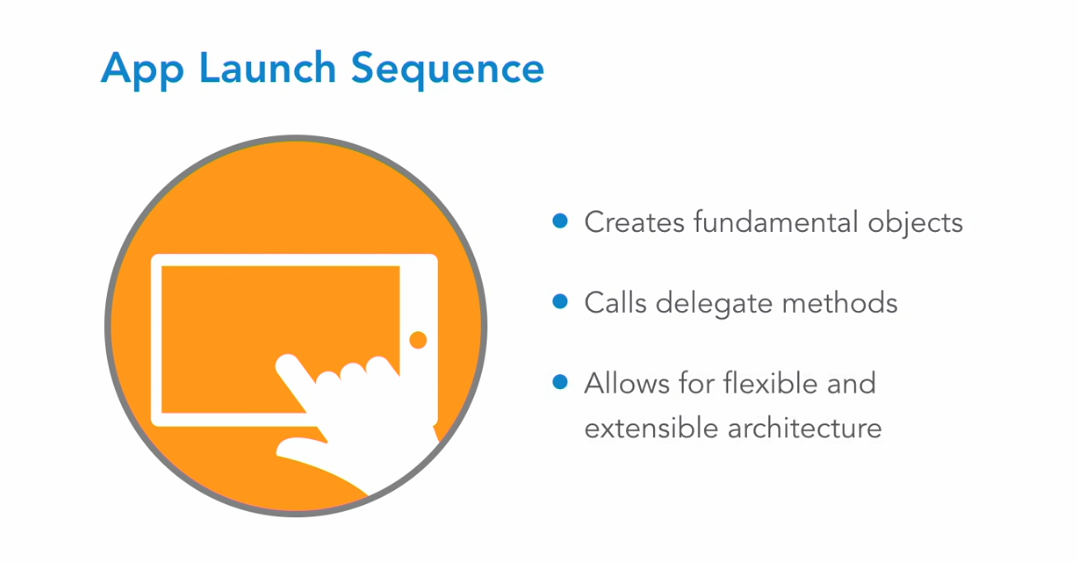 App Launch Sequence
Creates fundamental objects
Calls delegate methods
Allows for flexible and
extensible architecture